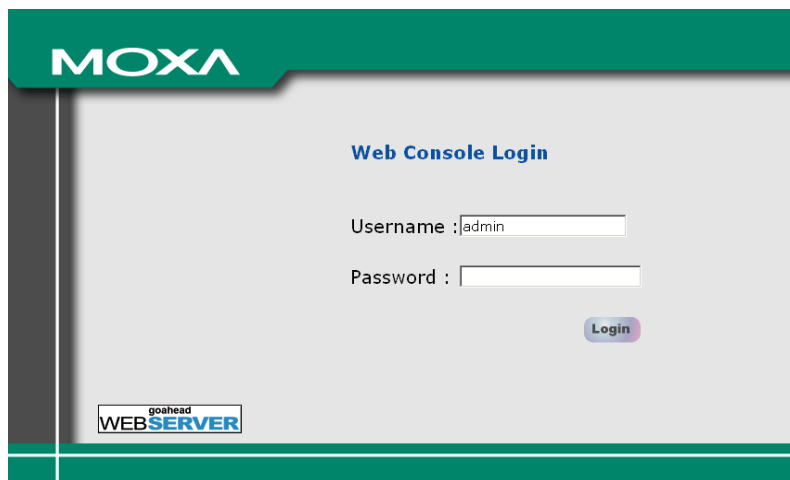 MOXA
Web Console Login
Username : admin
Password :
Login
goahead
WEBSERVER